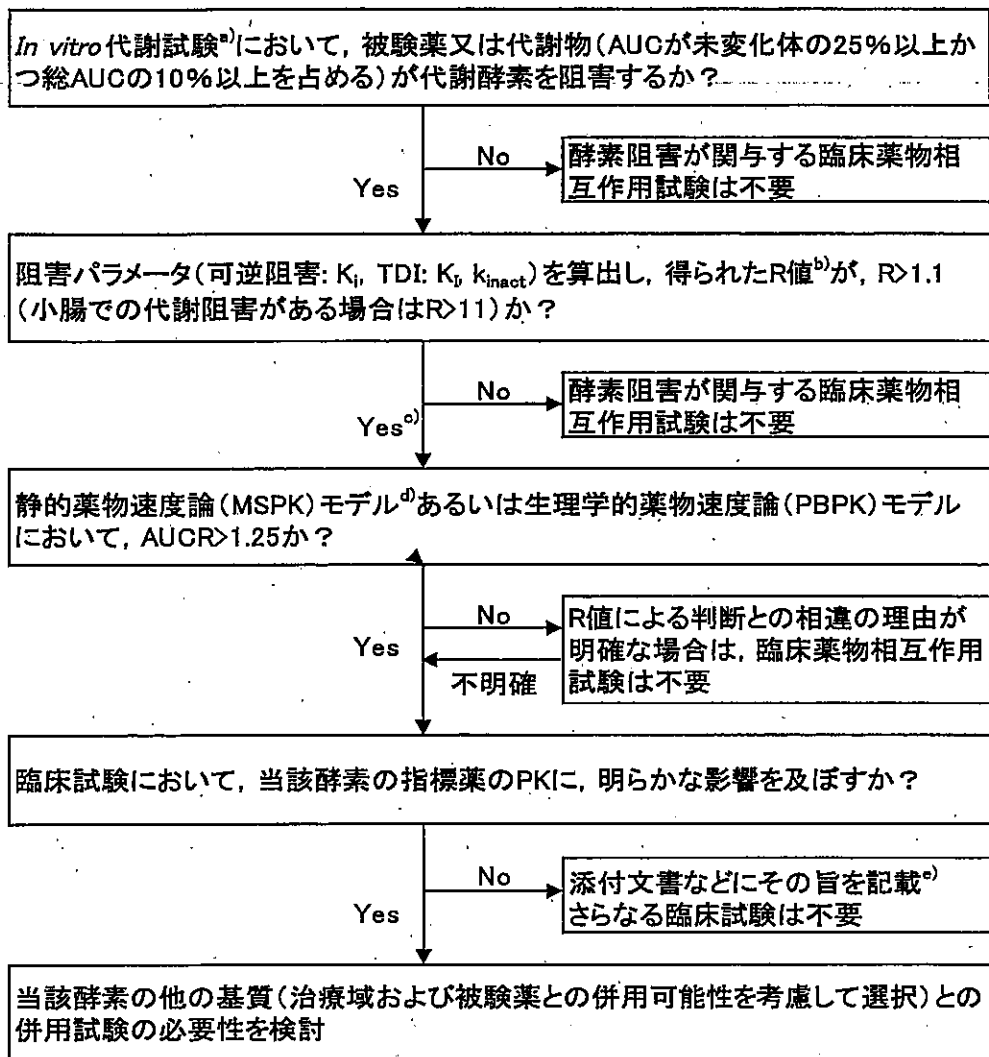 In vitro代謝試験a)において，被験薬又は代謝物（AUCが未変化体の25％以上か
つ総AUCの10％以上を占める）が代謝酵素を阻害するか？
No
Yes
酵素阻害が関与する臨床薬物相
互作用試験は不要
阻害パラメータ（可逆阻害: Ki, TDI: KI, kinact）を算出し，得られたR値b)が，R>1.1
（小腸での代謝阻害がある場合はR>11）か？
No
Yesc)
酵素阻害が関与する臨床薬物相
互作用試験は不要
静的薬物速度論（MSPK）モデルd)あるいは生理学的薬物速度論（PBPK）モデル
において，AUCR>1.25か？
No
Yes
不明確
R値による判断との相違の理由が
明確な場合は，臨床薬物相互作用
試験は不要
臨床試験において，当該酵素の指標薬のPKに，明らかな影響を及ぼすか？
No
Yes
添付文書などにその旨を記載e)
さらなる臨床試験は不要
当該酵素の他の基質（治療域および被験薬との併用可能性を考慮して選択）との
併用試験の必要性を検討